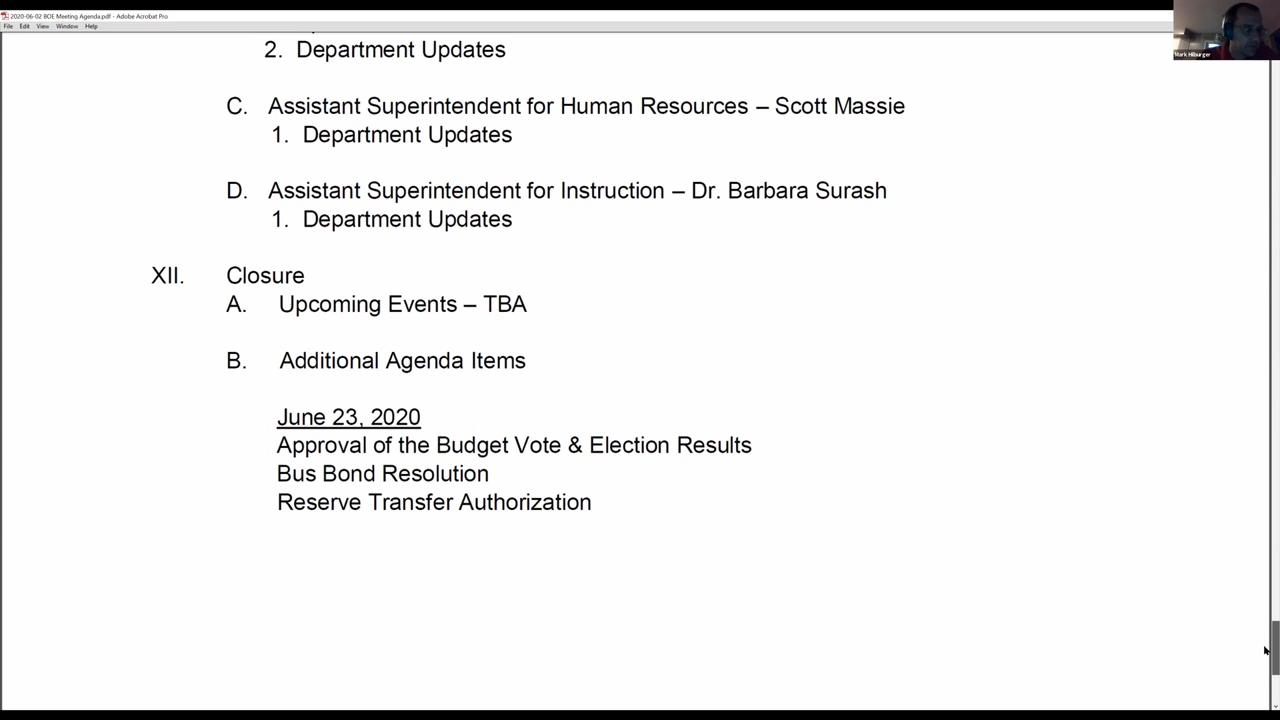 2020-06-02 BOE Meeting Agenda.pdf - Adobe Acrobat Pro
File Edit View Window Help
Mark Hilburger
2. Department Updates
C. Assistant Superintendent for Human Resources – Scott Massie
1. Department Updates
D. Assistant Superintendent for Instruction – Dr. Barbara Surash
1. Department Updates
XII. Closure
A. Upcoming Events – TBA
B. Additional Agenda Items
June 23, 2020
Approval of the Budget Vote & Election Results
Bus Bond Resolution
Reserve Transfer Authorization